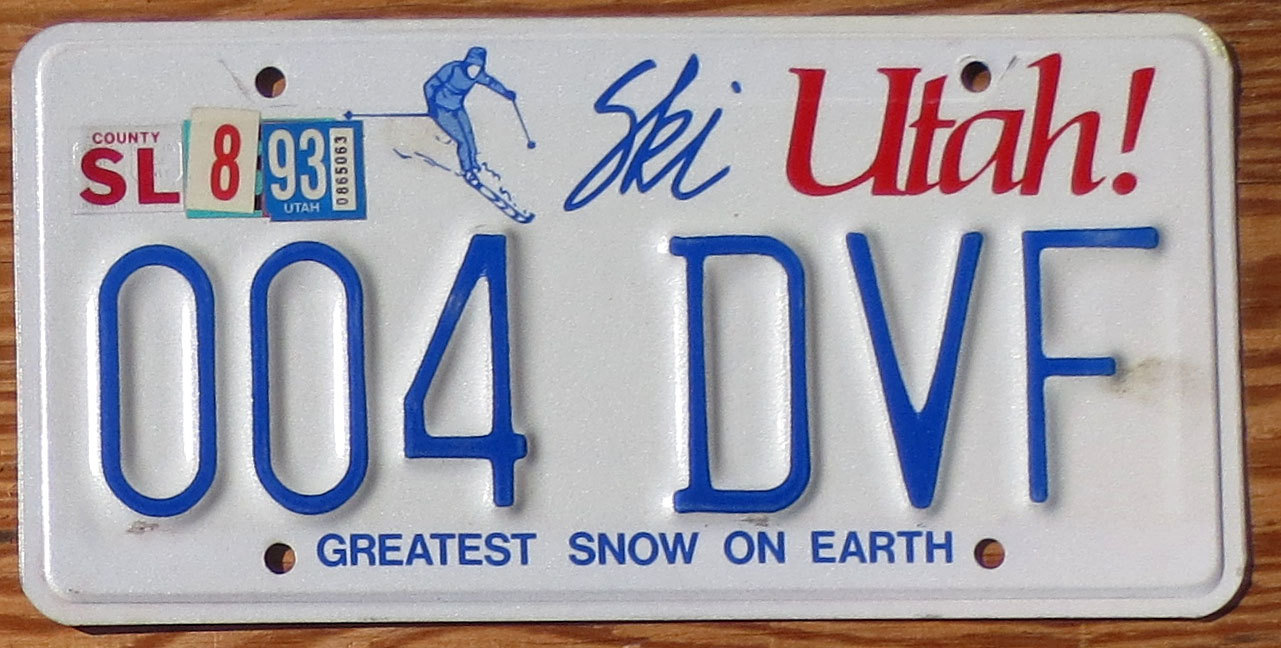 Ski Utah!
COUNTY
SL 8 93
UTAH
0865063
004 DVF
GREATEST SNOW ON EARTH